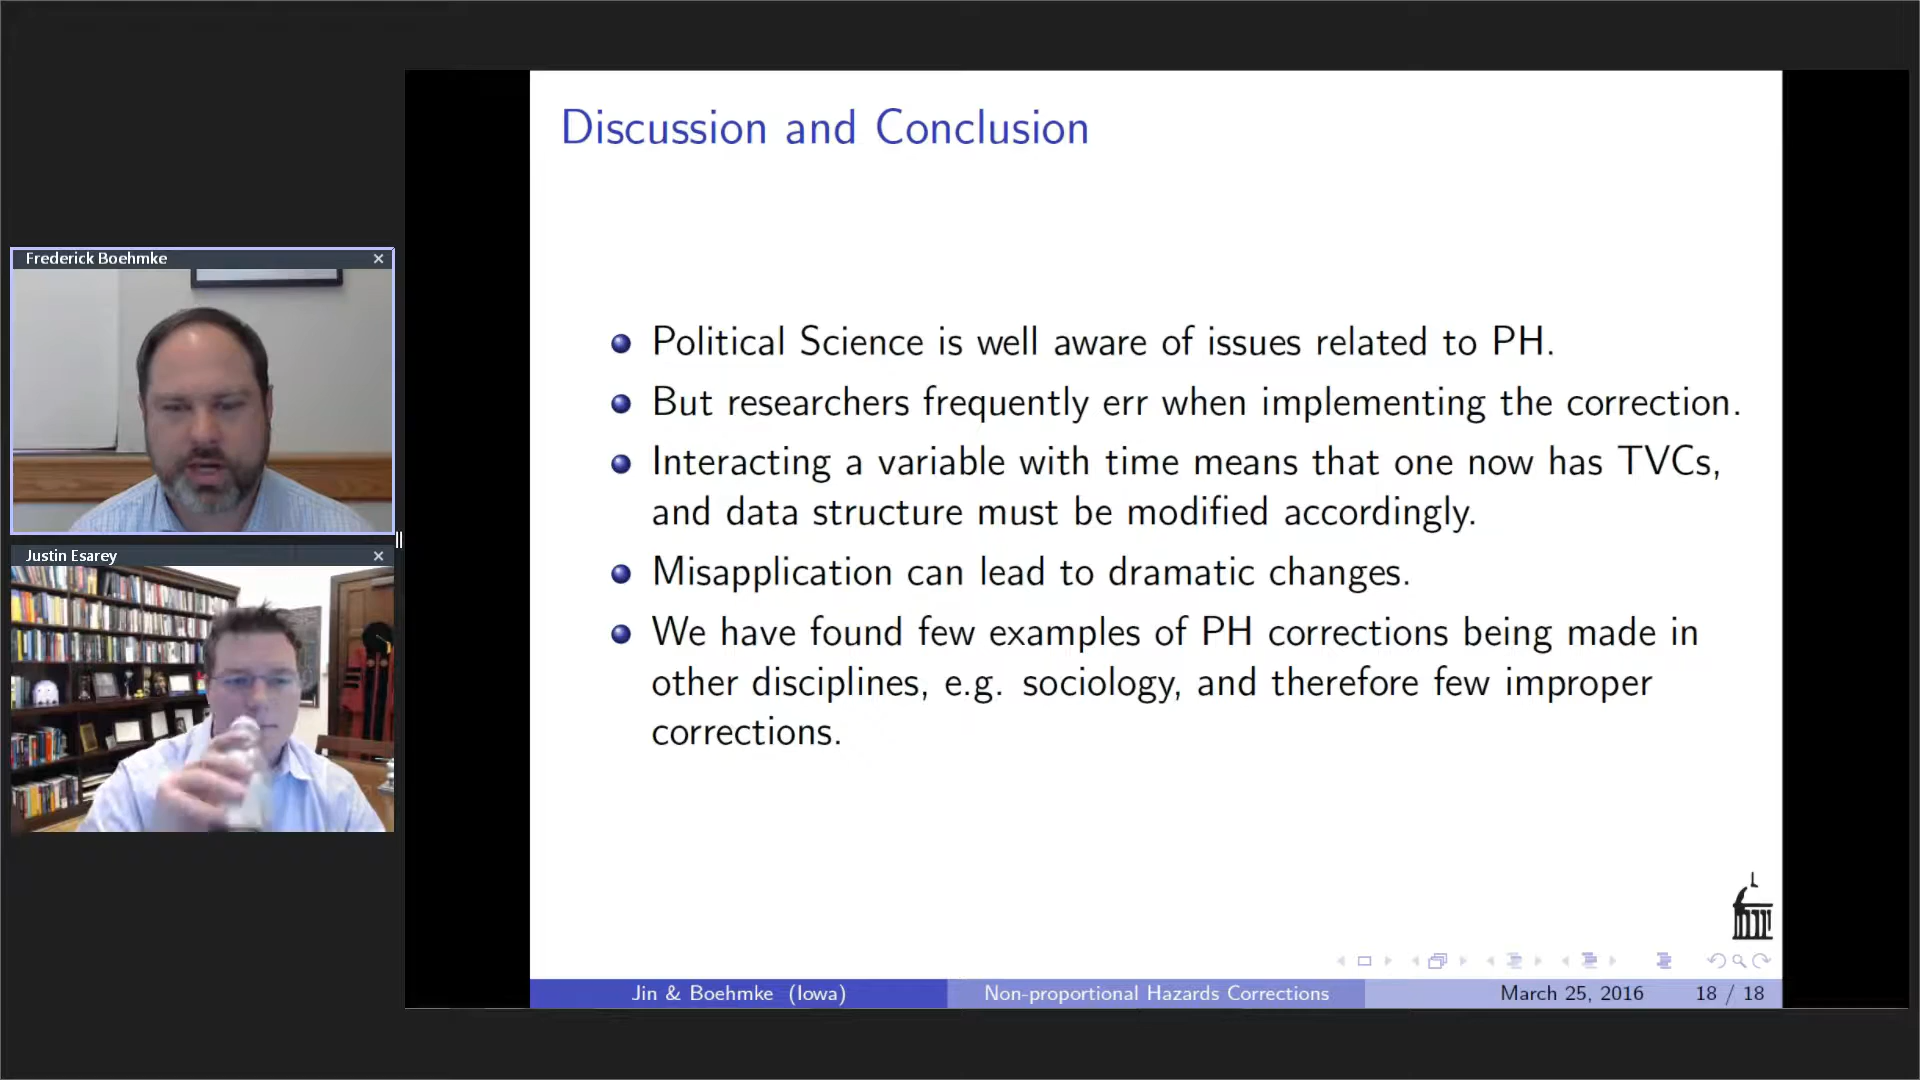 Frederick Boehmke
Justin Esarey
Discussion and Conclusion
Political Science is well aware of issues related to PH.
But researchers frequently err when implementing the correction.
Interacting a variable with time means that one now has TVCs,
and data structure must be modified accordingly.
Misapplication can lead to dramatic changes.
We have found few examples of PH corrections being made in
other disciplines, e.g. sociology, and therefore few improper
corrections.
Jin & Boehmke (Iowa) Non-proportional Hazards Corrections March 25, 2016 18 / 18